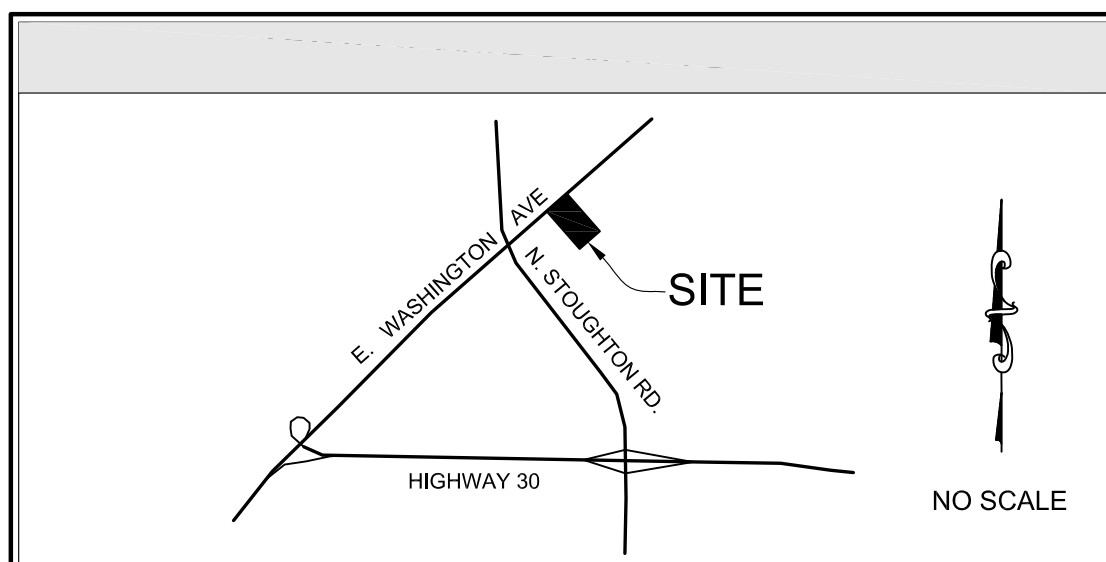 E. WASHINGTON AVE
N. STOUGHTON RD.
SITE
HIGHWAY 30
NO SCALE